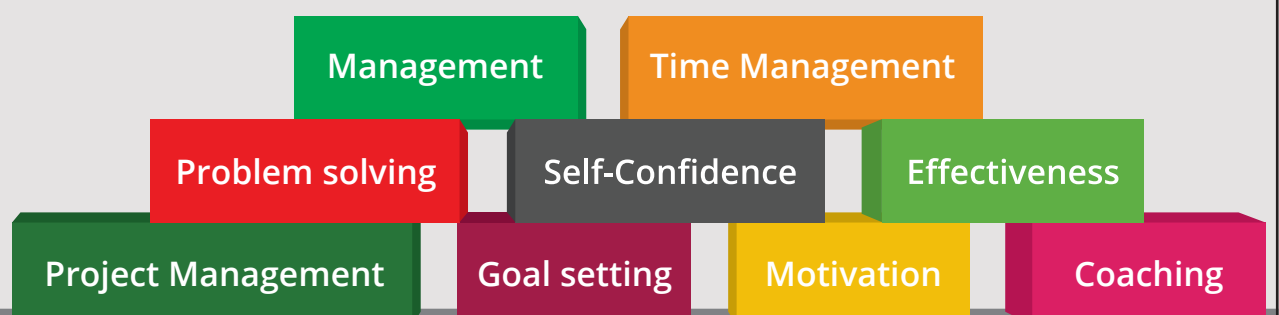 Management
Time Management
Problem solving
Self-Confidence
Effectiveness
Project Management
Goal setting
Motivation
Coaching